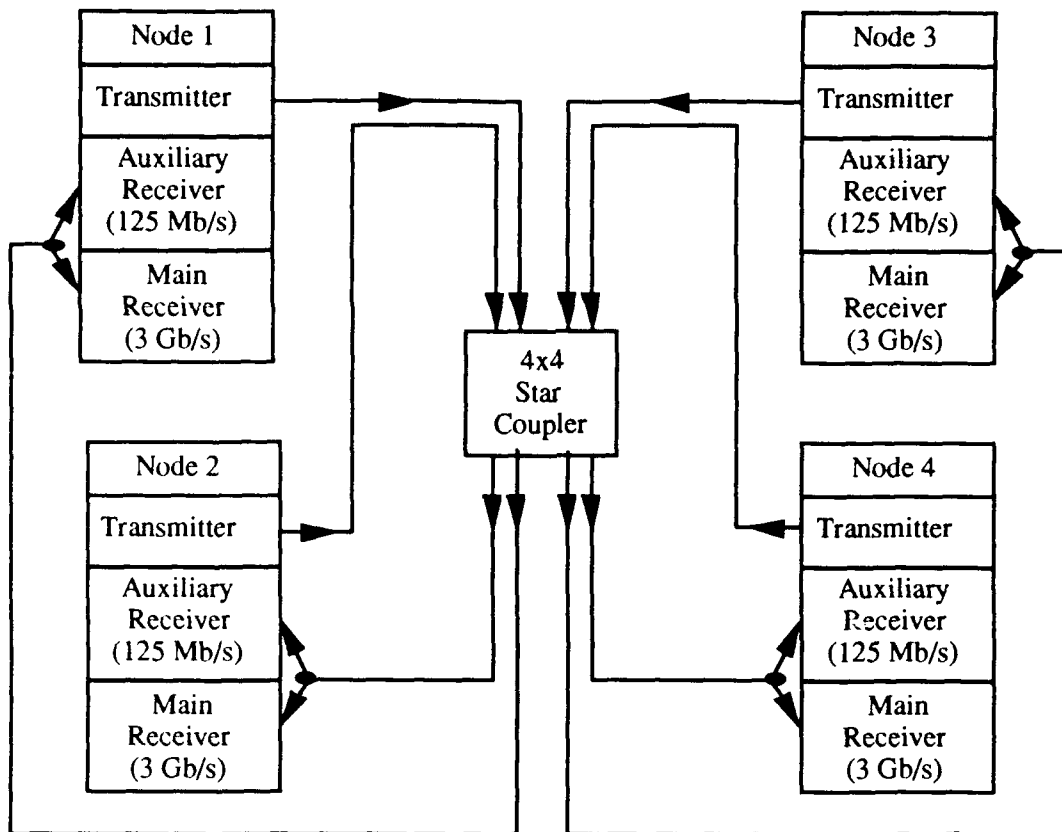 Node 1
Transmitter
Auxiliary
Receiver
(125 Mb/s)
Main
Receiver
(3 Gb/s)
Node 3
Transmitter
Auxiliary
Receiver
(125 Mb/s)
Main
Receiver
(3 Gb/s)
4x4
Star
Coupler
Node 2
Transmitter
Auxiliary
Receiver
(125 Mb/s)
Main
Receiver
(3 Gb/s)
Node 4
Transmitter
Auxiliary
Receiver
(125 Mb/s)
Main
Receiver
(3 Gb/s)